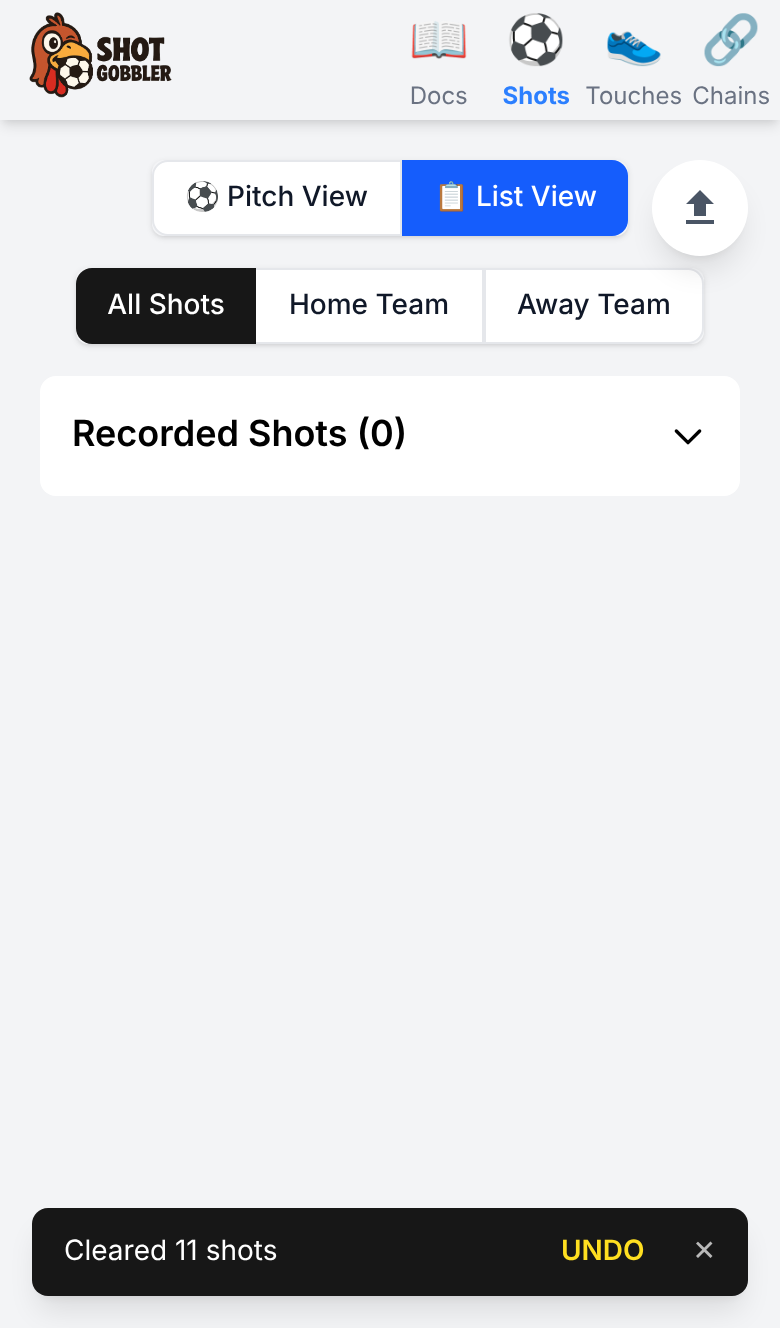 SHOT
GOBBLER
Docs
Shots
Touches
Chains
Pitch View
List View
All Shots
Home Team
Away Team
Recorded Shots (0)
Cleared 11 shots
UNDO
×